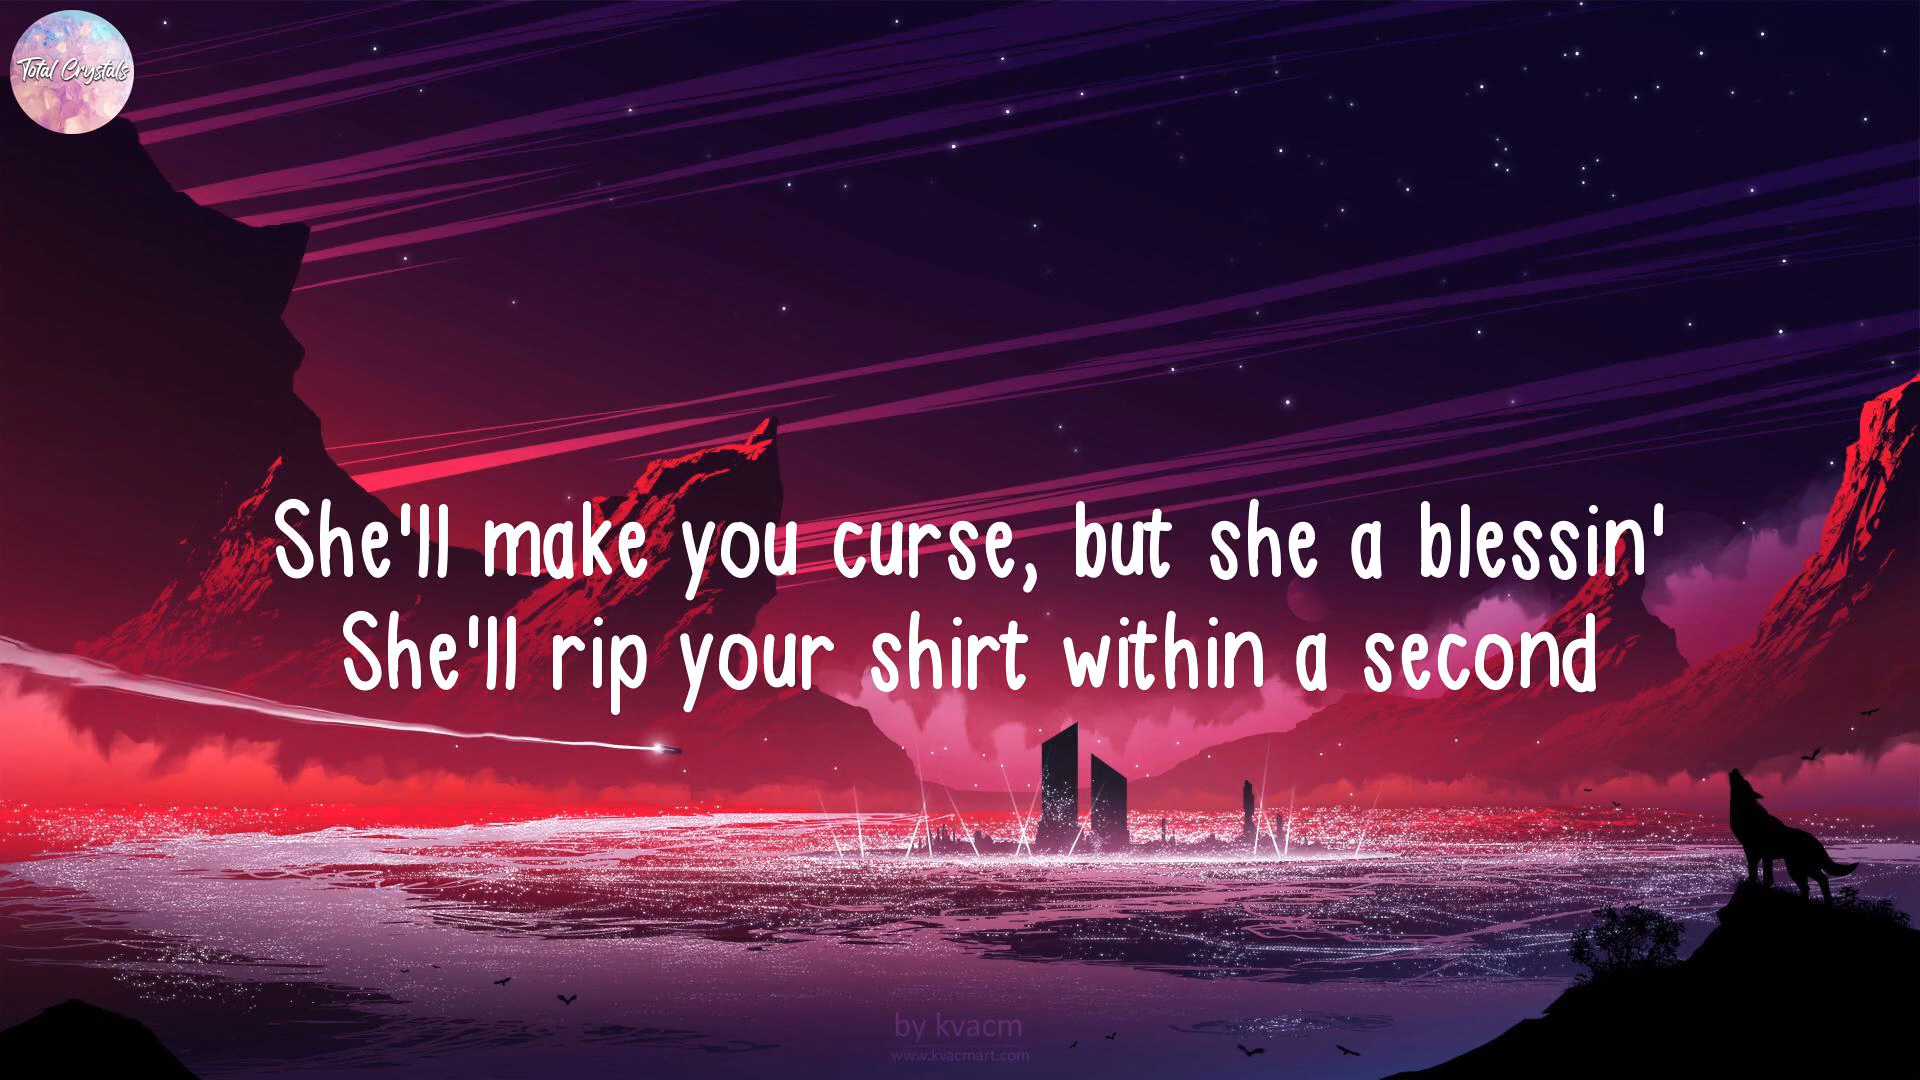 Total Crystals
She'll make you curse, but she a blessin'
She'll rip your shirt within a second
by kvacm
www.kvacmart.com